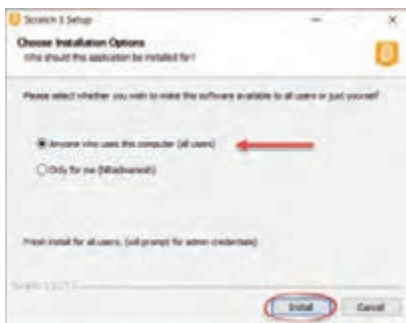 Scratch 3 Setup
Choose Installation Options
Who should this application be installed for?
Please select whether you wish to make this software available to all users or just yourself
Anyone who uses this computer (all users)
Only for me
Fresh install for all users. (will prompt for admin credentials)
Install
Cancel